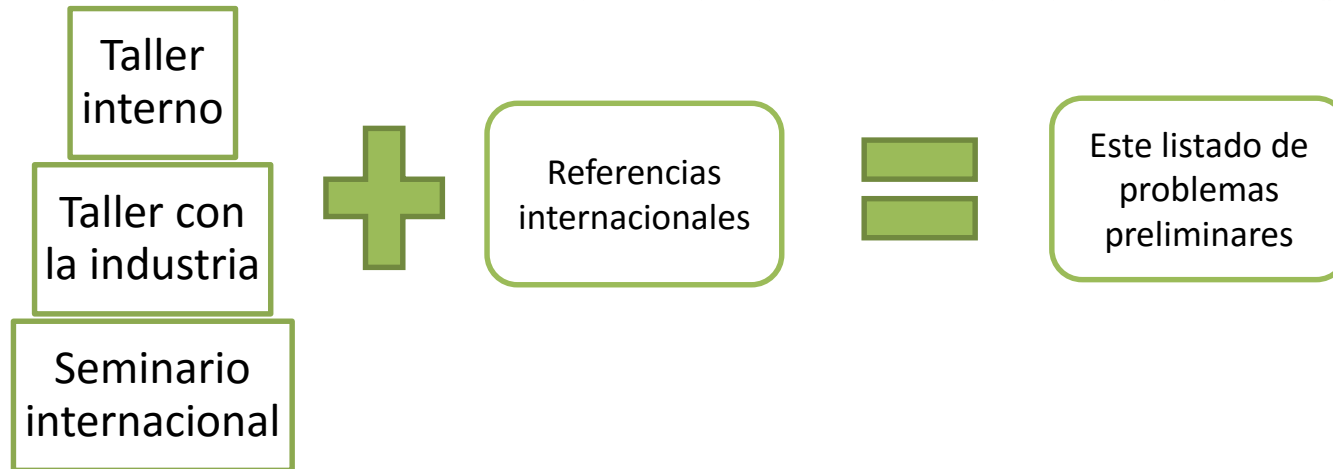 Taller
interno
Taller con
la industria
Seminario
internacional
Referencias
internacionales
Este listado de
problemas
preliminares